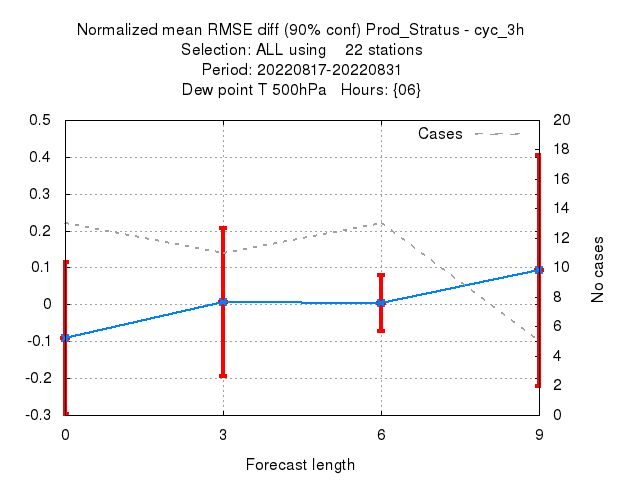 Normalized mean RMSE diff (90% conf) Prod_Stratus - cyc_3h
Selection: ALL using    22 stations
Period: 20220817-20220831
Dew point T 500hPa   Hours: {06}
Cases
0.5
0.4
0.3
0.2
0.1
0
-0.1
-0.2
-0.3
20
18
16
14
12
10
8
6
4
2
0
No cases
0 3 6 9
Forecast length